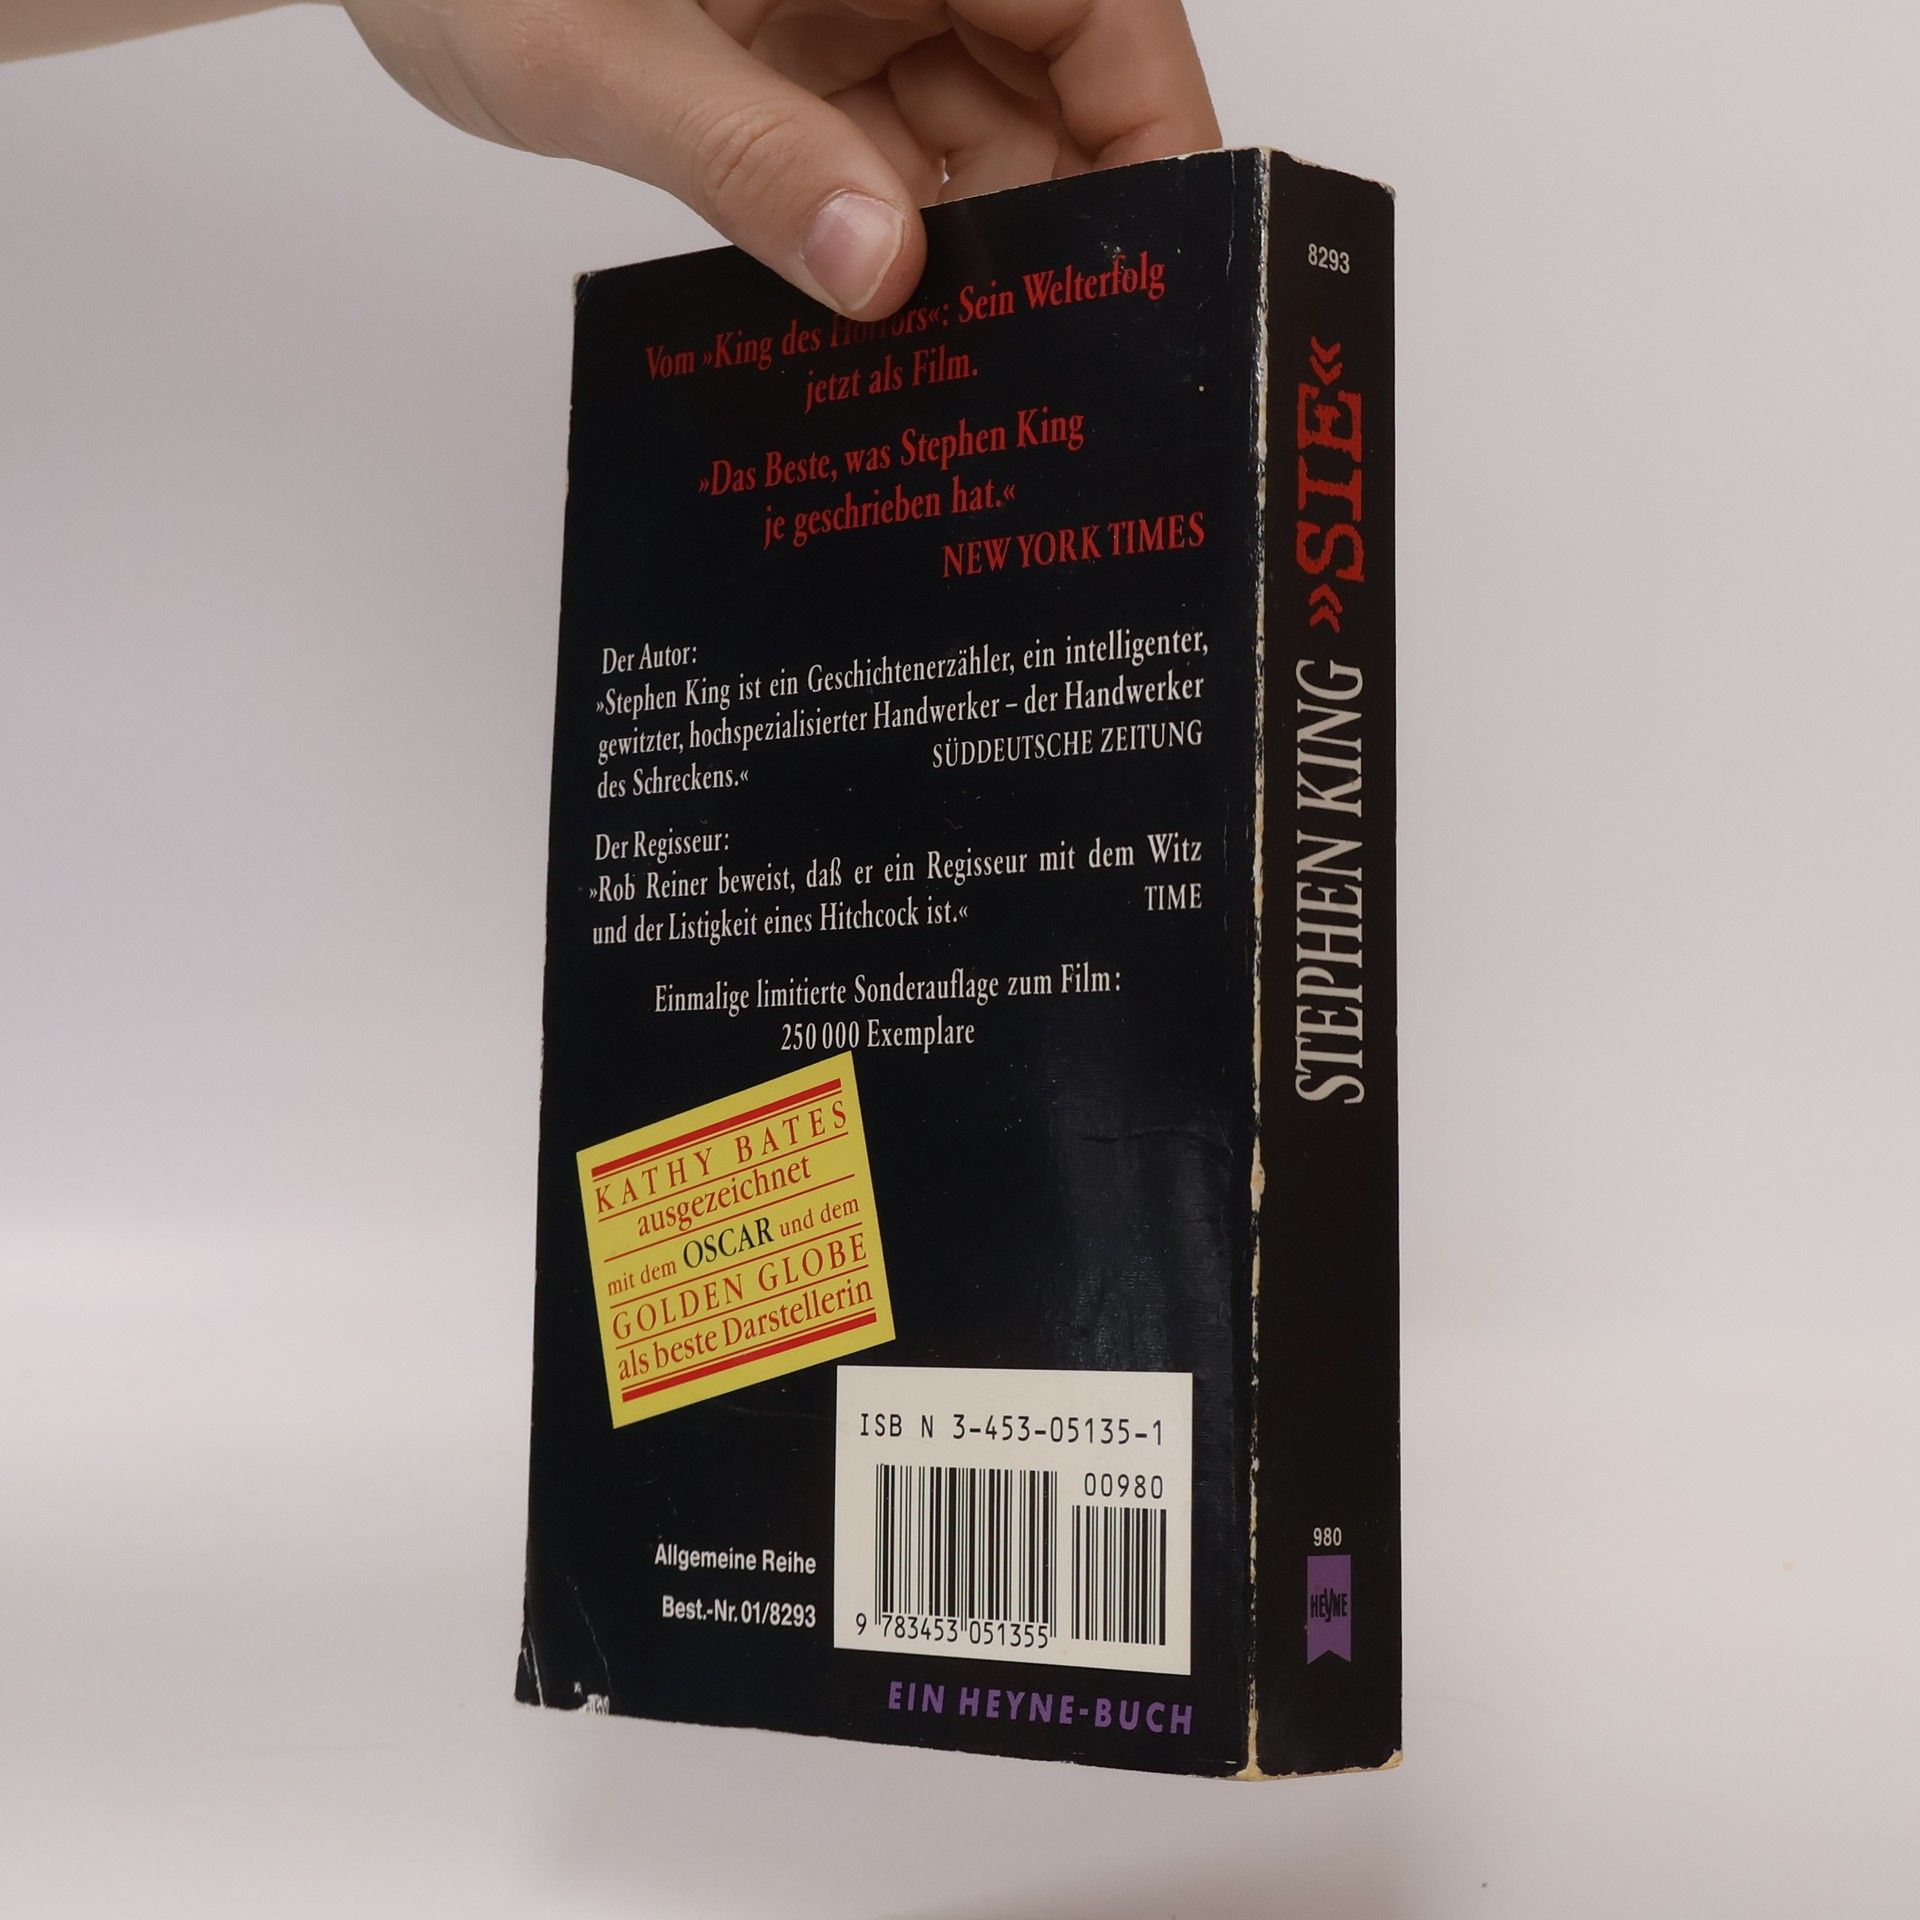 Vom »King des Horrors«: Sein Welterfolg
jetzt als Film.
»Das Beste, was Stephen King
je geschrieben hat.«
NEW YORK TIMES
Der Autor:
»Stephen King ist ein Geschichtenerzähler, ein intelligenter,
gewitzter, hochspezialisierter Handwerker – der Handwerker
des Schreckens.« SÜDDEUTSCHE ZEITUNG
Der Regisseur:
»Rob Reiner beweist, daß er ein Regisseur mit dem Witz
und der Listigkeit eines Hitchcock ist.« TIME
Einmalige limitierte Sonderauflage zum Film:
250 000 Exemplare
KATHY BATES
ausgezeichnet
mit dem OSCAR und dem
GOLDEN GLOBE
als beste Darstellerin
ISBN 3-453-05135-1
00980
9 783453 051355
Allgemeine Reihe
Best.-Nr. 01/8293
EIN HEYNE-BUCH
8293
STEPHEN KING »SIE«
980
HEYNE